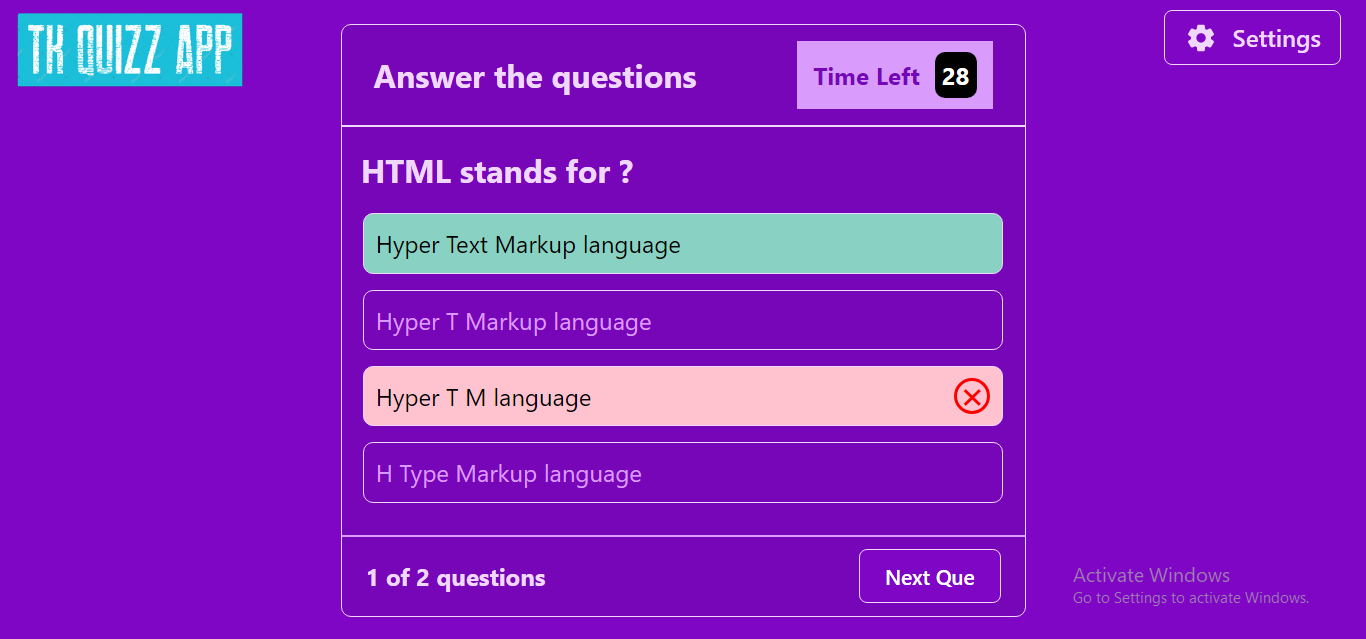 TK QUIZZ APP
Settings
Answer the questions
Time Left 28
HTML stands for ?
Hyper Text Markup language
Hyper T Markup language
Hyper T M language
H Type Markup language
1 of 2 questions
Next Que
Activate Windows
Go to Settings to activate Windows.